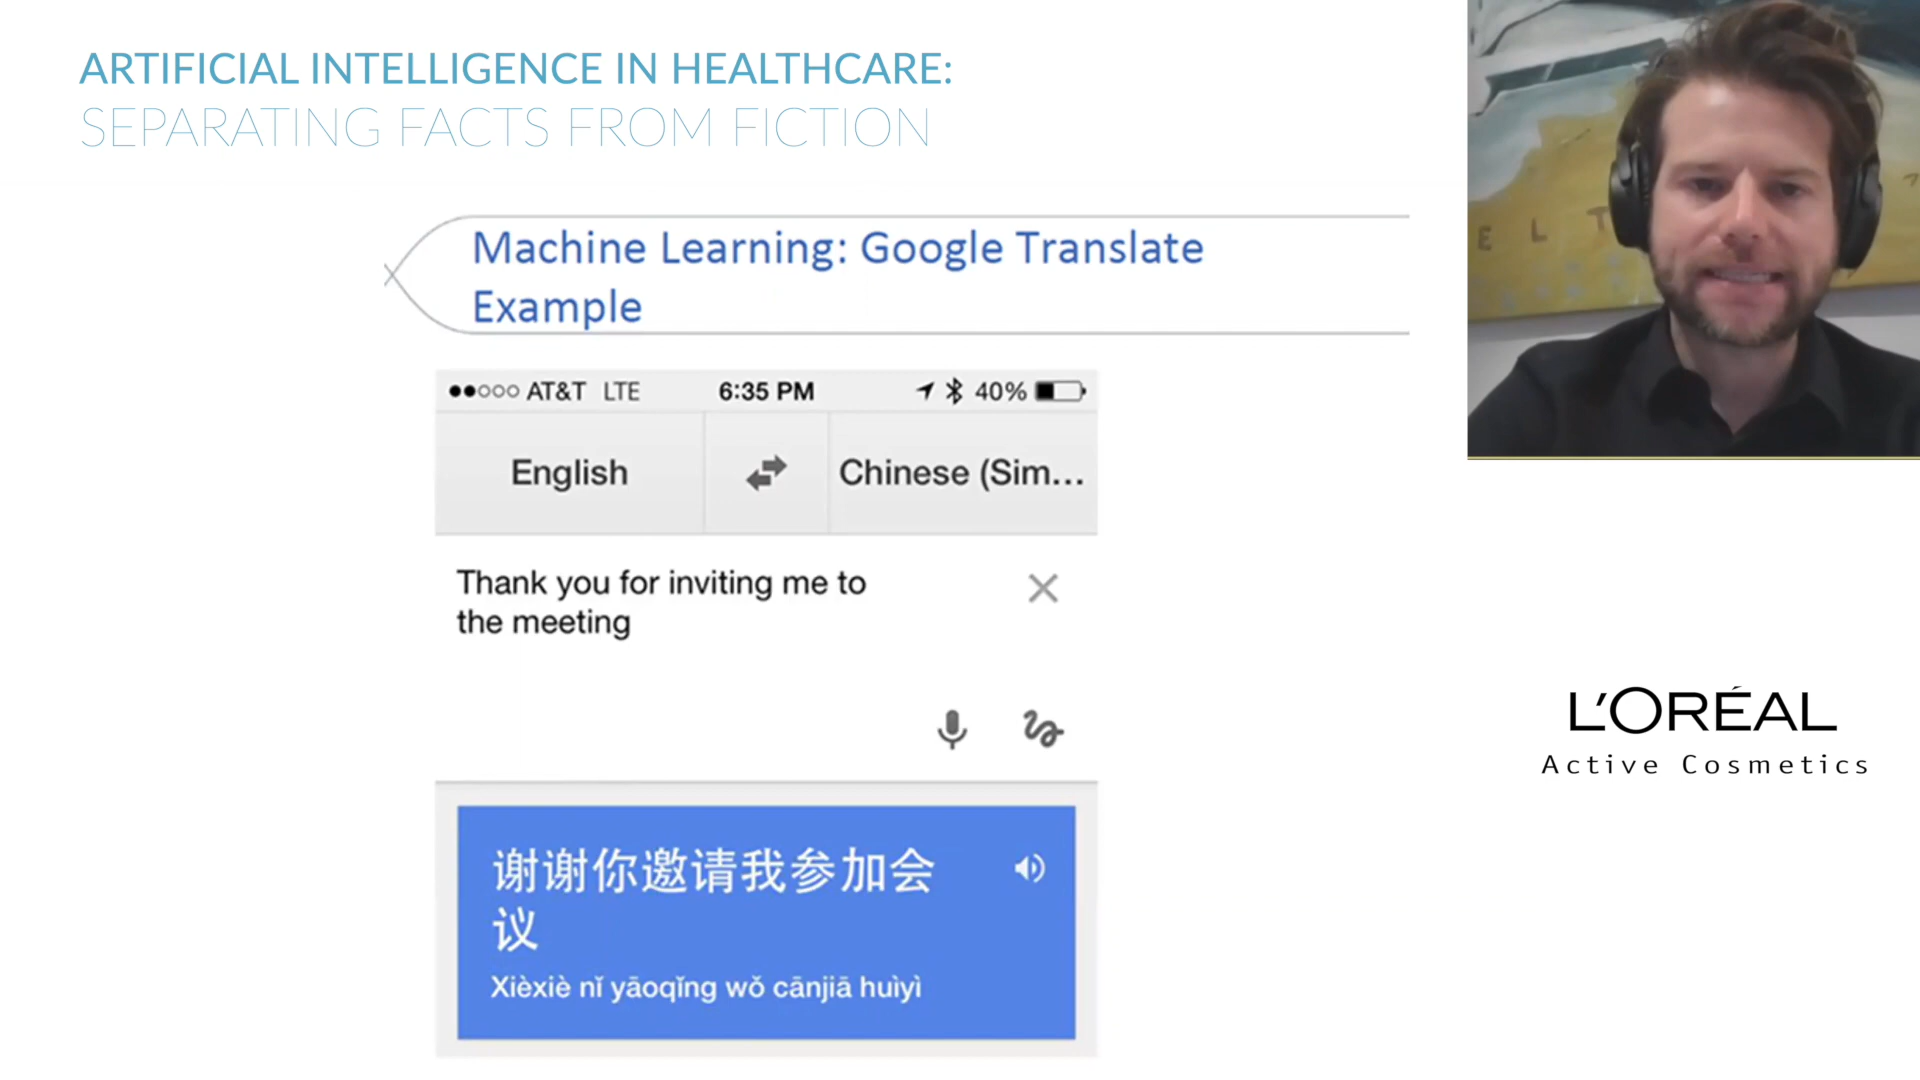 ARTIFICIAL INTELLIGENCE IN HEALTHCARE:
SEPARATING FACTS FROM FICTION
Machine Learning: Google Translate
Example
AT&T LTE 6:35 PM 40%
English Chinese (Sim...
Thank you for inviting me to
the meeting
谢谢你邀请我参加会
议
Xièxiè nǐ yāoqǐng wǒ cānjiā huìyì
E L T
L'ORÉAL
Active Cosmetics